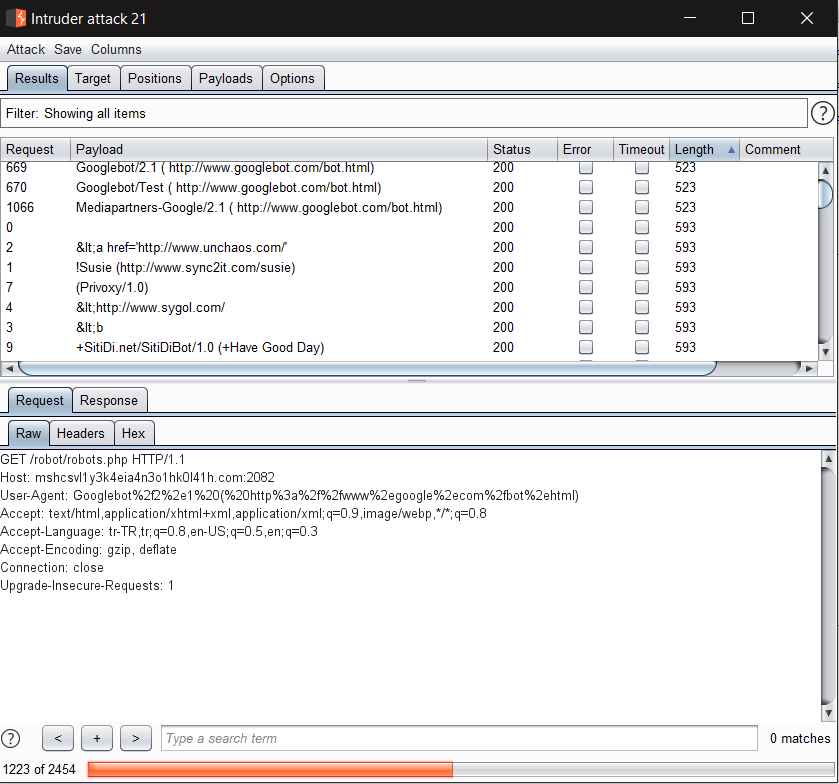 Intruder attack 21
Attack Save Columns
Results Target Positions Payloads Options
Filter: Showing all items ?
Request Payload Status Error Timeout Length Comment
669 Googlebot/2.1 ( http://www.googlebot.com/bot.html) 200 523
670 Googlebot/Test ( http://www.googlebot.com/bot.html) 200 523
1066 Mediapartners-Google/2.1 ( http://www.googlebot.com/bot.html) 200 523
0 200 593
2 &lt;a href='http://www.unchaos.com/' 200 593
1 !Susie (http://www.sync2it.com/susie) 200 593
7 (Privoxy/1.0) 200 593
4 &lt;http://www.sygol.com/ 200 593
3 &lt;b 200 593
9 +SitiDi.net/SitiDiBot/1.0 (+Have Good Day) 200 593
Request Response
Raw Headers Hex
GET /robot/robots.php HTTP/1.1
Host: mshcsvl1y3k4eia4n3o1hk0l41h.com:2082
User-Agent: Googlebot%2f2%2e1%20(%20http%3a%2f%2fwww%2egoogle%2ecom%2fbot%2ehtml)
Accept: text/html,application/xhtml+xml,application/xml;q=0.9,image/webp,*/*;q=0.8
Accept-Language: tr-TR,tr;q=0.8,en-US;q=0.5,en;q=0.3
Accept-Encoding: gzip, deflate
Connection: close
Upgrade-Insecure-Requests: 1
? < + > Type a search term 0 matches
1223 of 2454